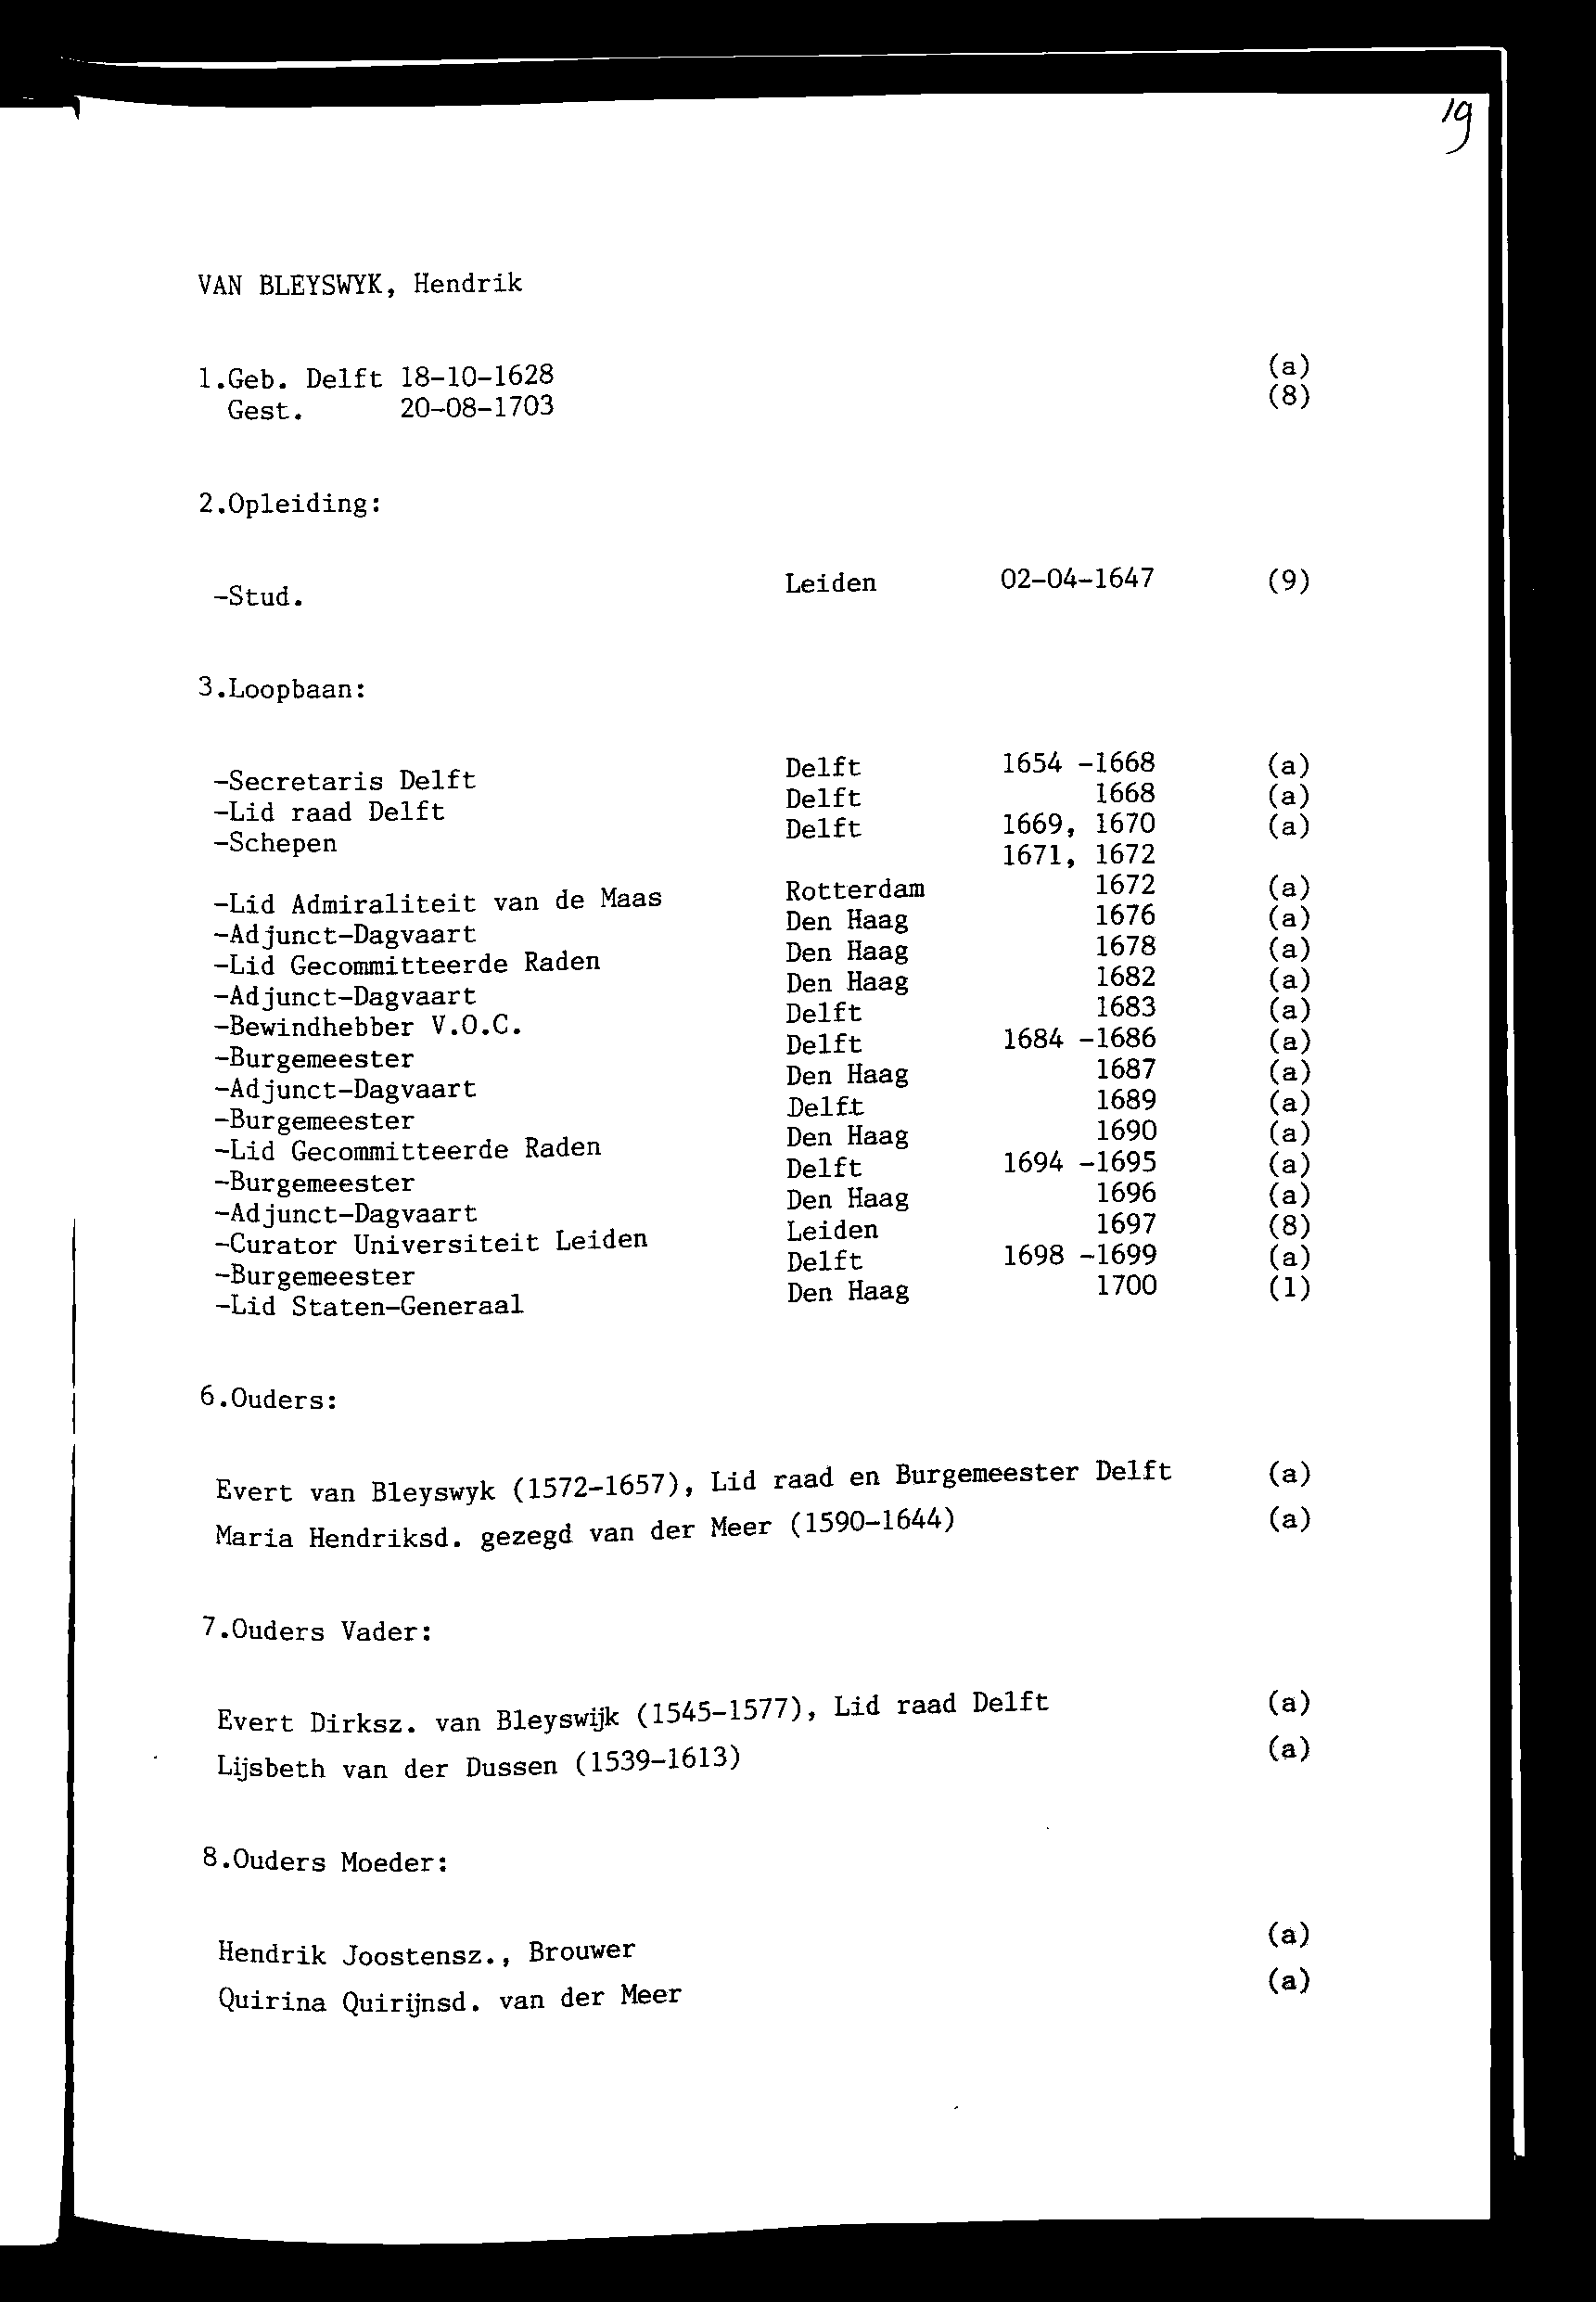 19
VAN BLEYSWYK, Hendrik
1.Geb. Delft 18-10-1628 (a)
Gest. 20-08-1703 (8)
2.Opleiding:
-Stud. Leiden 02-04-1647 (9)
3.Loopbaan:
-Secretaris Delft Delft 1654 -1668 (a)
-Lid raad Delft Delft 1668 (a)
-Schepen Delft 1669, 1670 (a)
1671, 1672
-Lid Admiraliteit van de Maas Rotterdam 1672 (a)
-Adjunct-Dagvaart Den Haag 1676 (a)
-Lid Gecommitteerde Raden Den Haag 1678 (a)
-Adjunct-Dagvaart Den Haag 1682 (a)
-Bewindhebber V.O.C. Delft 1683 (a)
-Burgemeester Delft 1684 -1686 (a)
-Adjunct-Dagvaart Den Haag 1687 (a)
-Burgemeester Delft 1689 (a)
-Lid Gecommitteerde Raden Den Haag 1690 (a)
-Burgemeester Delft 1694 -1695 (a)
-Adjunct-Dagvaart Den Haag 1696 (a)
-Curator Universiteit Leiden Leiden 1697 (8)
-Burgemeester Delft 1698 -1699 (a)
-Lid Staten-Generaal Den Haag 1700 (1)
6.Ouders:
Evert van Bleyswyk (1572-1657), Lid raad en Burgemeester Delft (a)
Maria Hendriksd. gezegd van der Meer (1590-1644) (a)
7.Ouders Vader:
Evert Dirksz. van Bleyswijk (1545-1577), Lid raad Delft (a)
Lijsbeth van der Dussen (1539-1613) (a)
8.Ouders Moeder:
Hendrik Joostensz., Brouwer (a)
Quirina Quirijnsd. van der Meer (a)